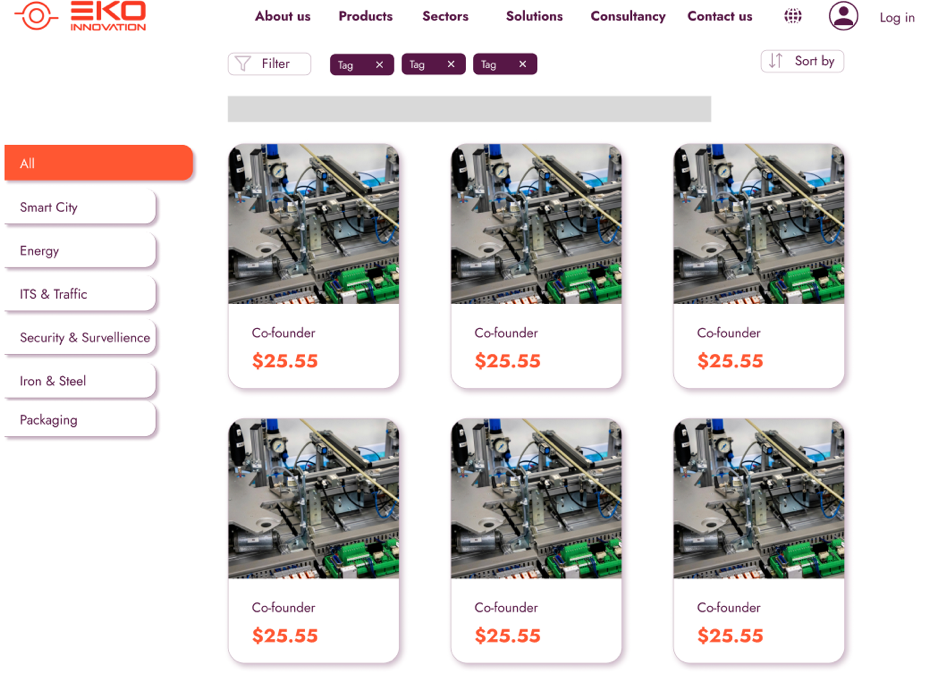 EKO
INNOVATION
About us Products Sectors Solutions Consultancy Contact us Log in
Filter Tag × Tag × Tag × Sort by
All
Smart City
Energy
ITS & Traffic
Security & Survellience
Iron & Steel
Packaging
Co-founder Co-founder Co-founder
$25.55 $25.55 $25.55
Co-founder Co-founder Co-founder
$25.55 $25.55 $25.55